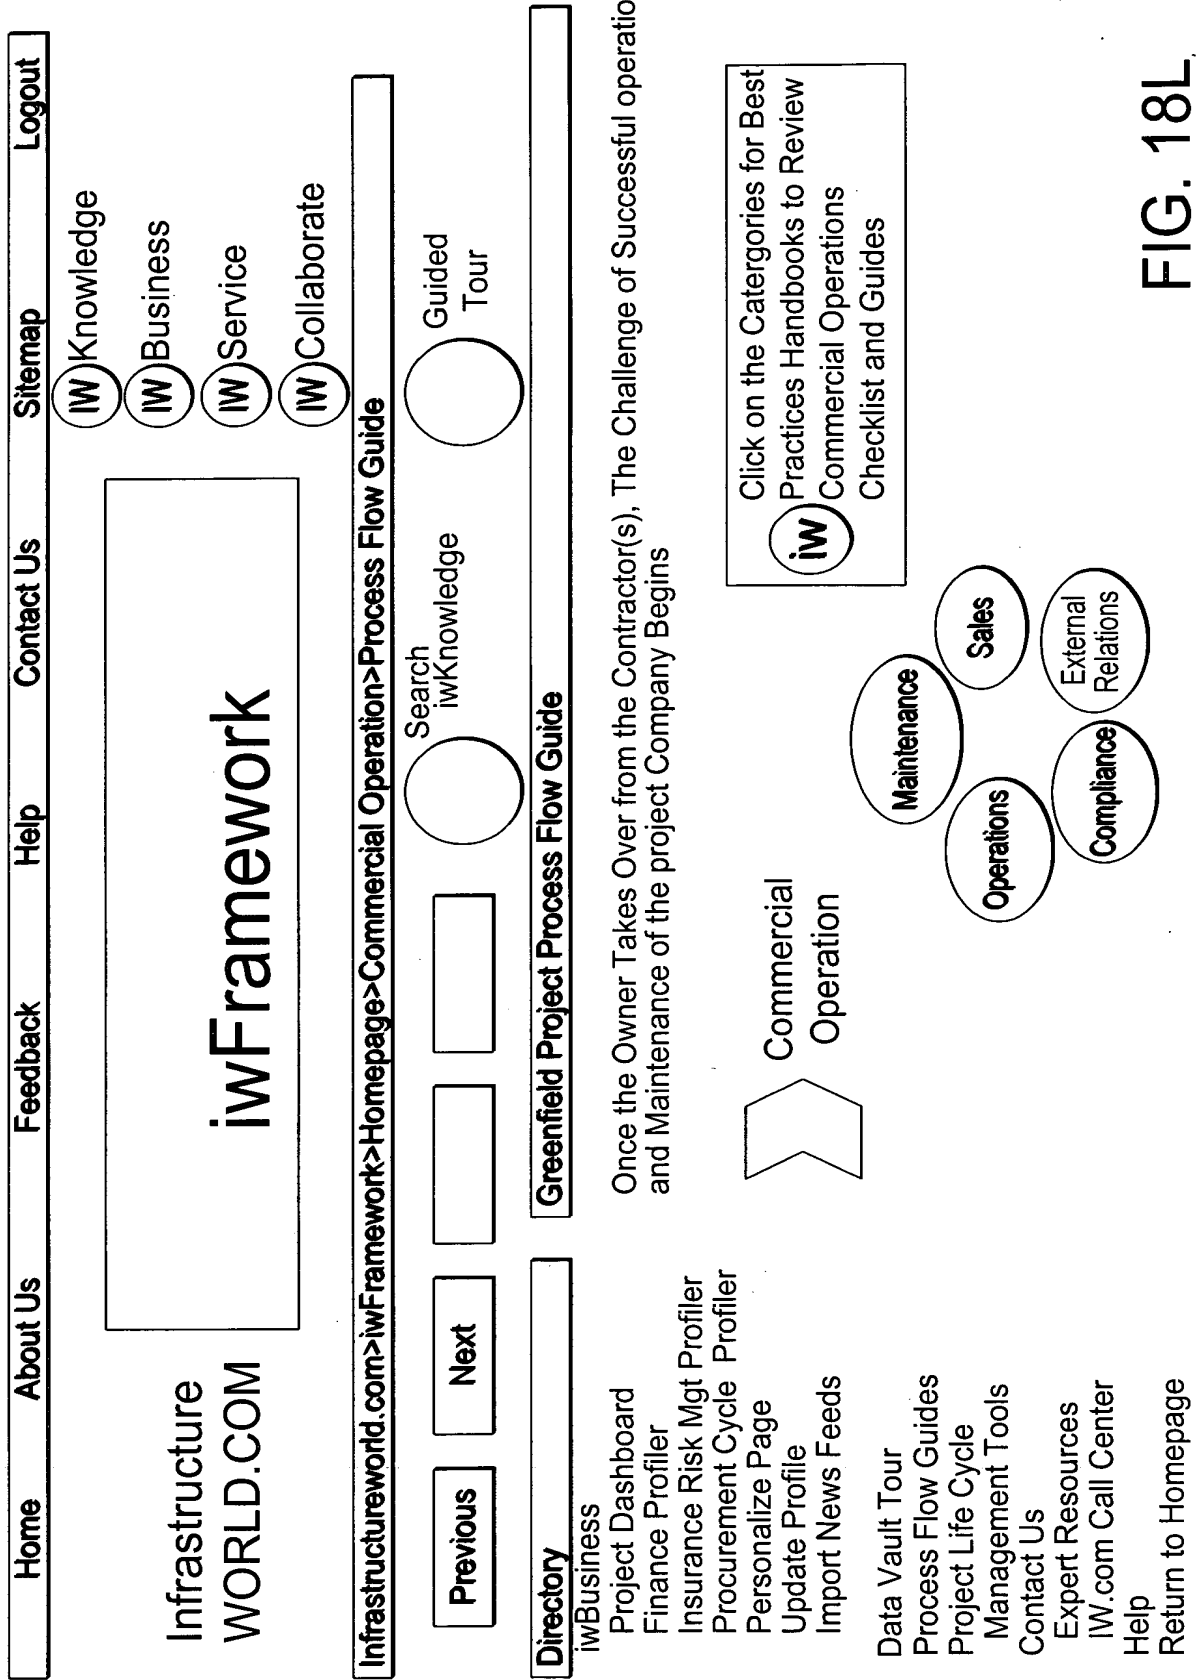 Home About Us Feedback Help Contact Us Sitemap Logout
Infrastructure
WORLD.COM
iwFramework
IW Knowledge
IW Business
IW Service
IW Collaborate
Infrastructureworld.com>iwFramework>Homepage>Commercial Operation>Process Flow Guide
Previous
Next
Search
iwKnowledge
Guided
Tour
Directory
iwBusiness
Project Dashboard
Finance Profiler
Insurance Risk Mgt Profiler
Procurement Cycle Profiler
Personalize Page
Update Profile
Import News Feeds
Data Vault Tour
Process Flow Guides
Project Life Cycle
Management Tools
Contact Us
Expert Resources
IW.com Call Center
Help
Return to Homepage
Greenfield Project Process Flow Guide
Once the Owner Takes Over from the Contractor(s), The Challenge of Successful operatio
and Maintenance of the project Company Begins
Commercial
Operation
iw
Click on the Catergories for Best
Practices Handbooks to Review
Commercial Operations
Checklist and Guides
Maintenance
Sales
Operations
External
Relations
Compliance
FIG. 18L